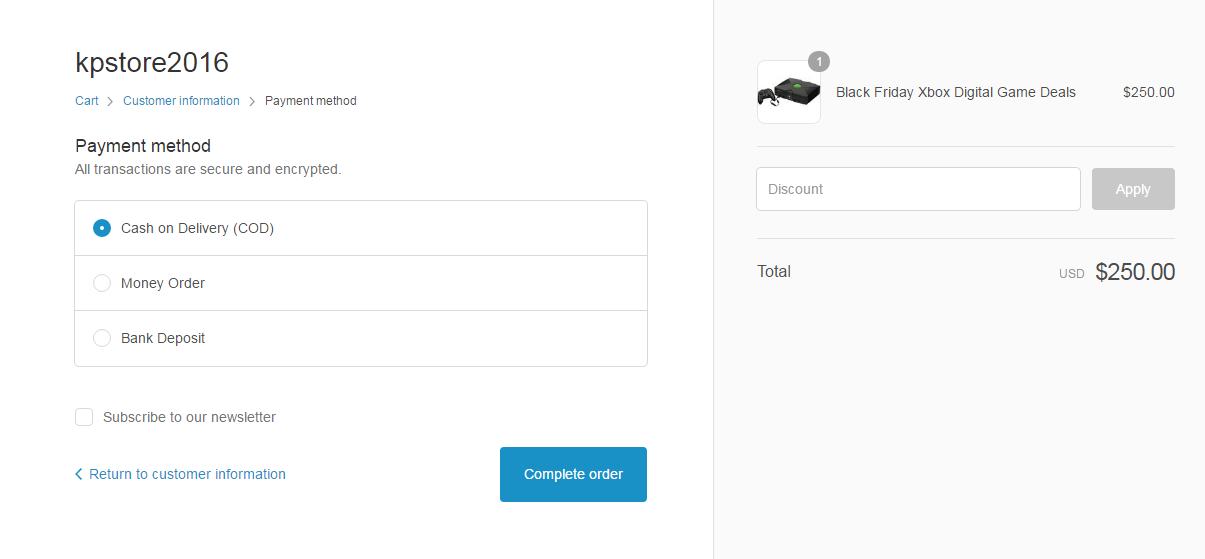 kpstore2016
Cart > Customer information > Payment method
Payment method
All transactions are secure and encrypted.
Cash on Delivery (COD)
Money Order
Bank Deposit
Subscribe to our newsletter
Return to customer information
Complete order
1
Black Friday Xbox Digital Game Deals $250.00
Discount Apply
Total USD $250.00